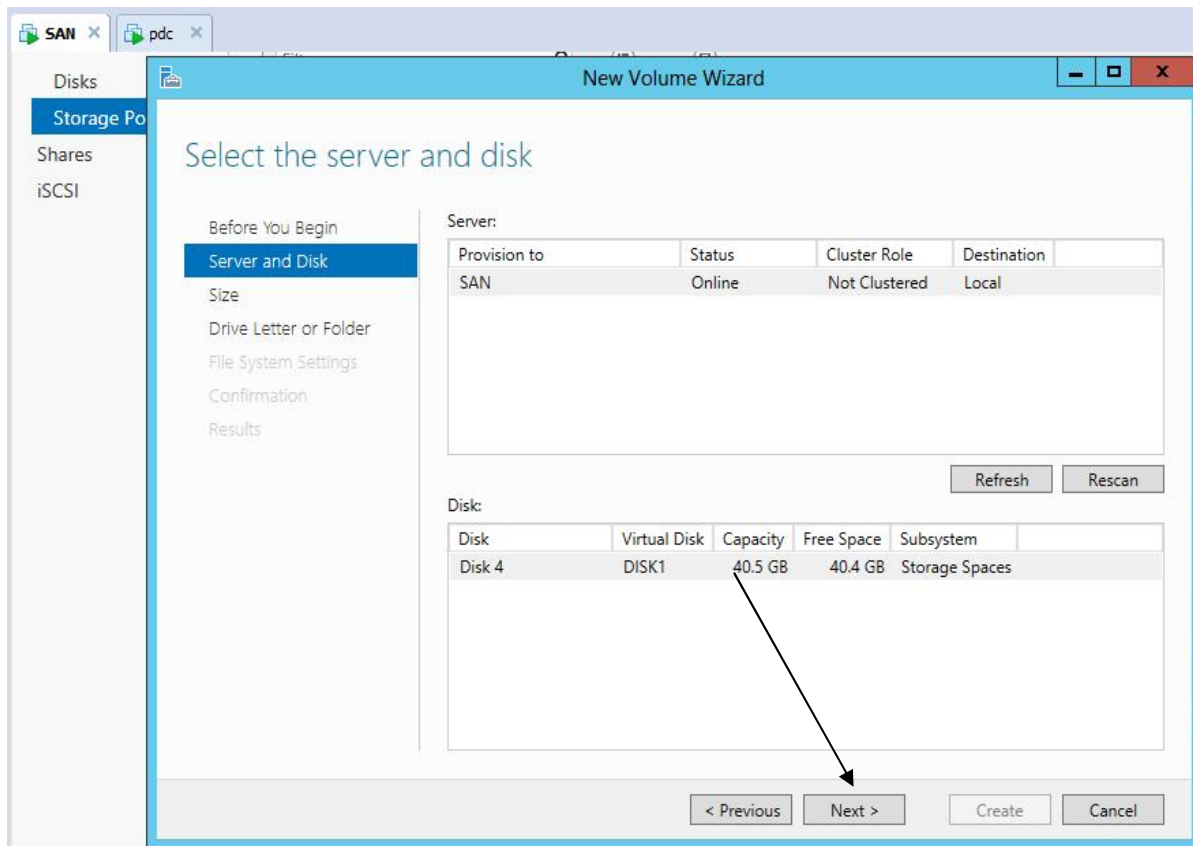 SAN
pdc
New Volume Wizard
Disks
Storage Po
Shares
iSCSI
Select the server and disk
Before You Begin
Server and Disk
Size
Drive Letter or Folder
File System Settings
Confirmation
Results
Server:
Provision to Status Cluster Role Destination
SAN Online Not Clustered Local
Refresh Rescan
Disk:
Disk Virtual Disk Capacity Free Space Subsystem
Disk 4 DISK1 40.5 GB 40.4 GB Storage Spaces
< Previous Next > Create Cancel